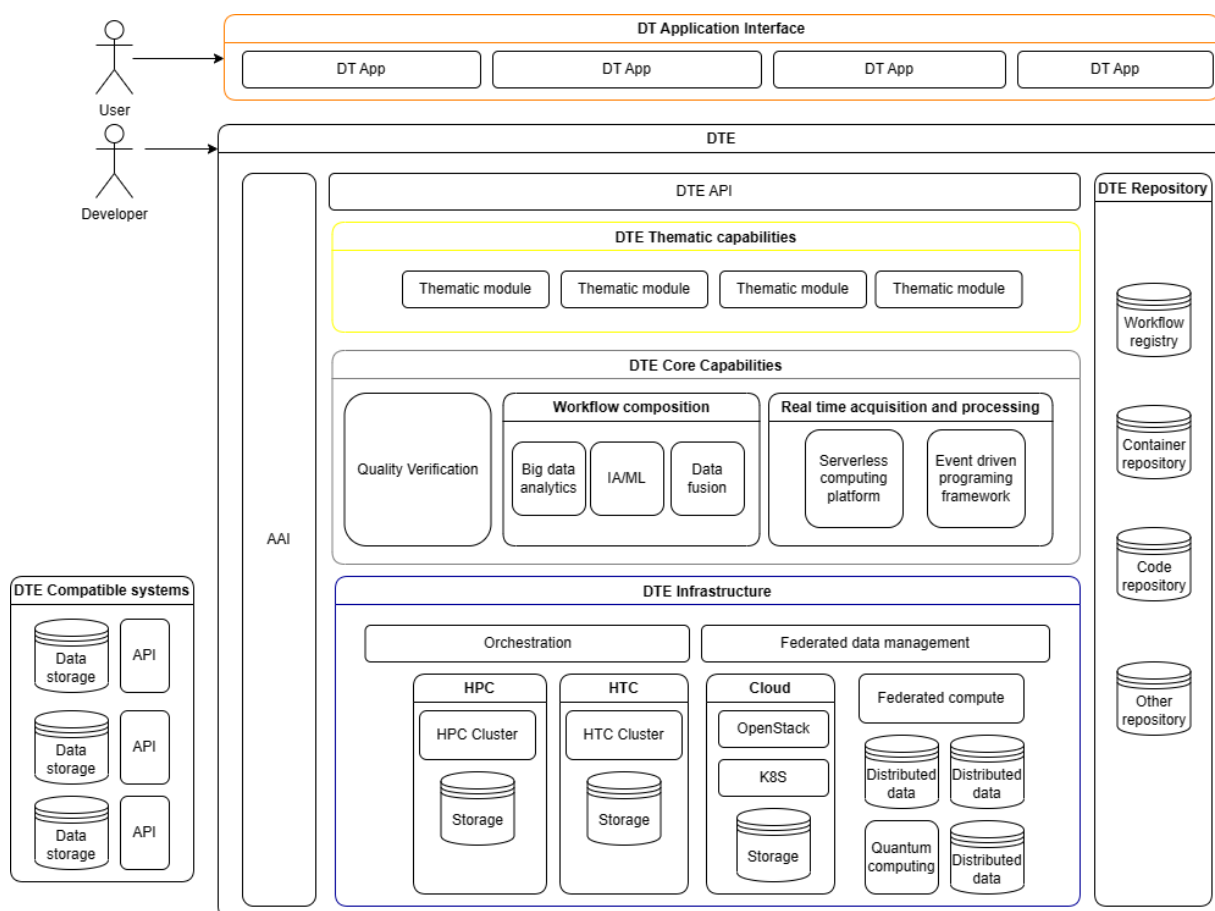 DT Application Interface
DT App
DT App
DT App
DT App
User
Developer
DTE
AAI
DTE API
DTE Thematic capabilities
Thematic module
Thematic module
Thematic module
Thematic module
DTE Core Capabilities
Quality Verification
Workflow composition
Big data
analytics
IA/ML
Data
fusion
Real time acquisition and processing
Serverless
computing
platform
Event driven
programing
framework
DTE Infrastructure
Orchestration
Federated data management
HPC
HPC Cluster
Storage
HTC
HTC Cluster
Storage
Cloud
OpenStack
K8S
Storage
Federated compute
Distributed
data
Distributed
data
Quantum
computing
Distributed
data
DTE Repository
Workflow
registry
Container
repository
Code
repository
Other
repository
DTE Compatible systems
Data
storage
API
Data
storage
API
Data
storage
API